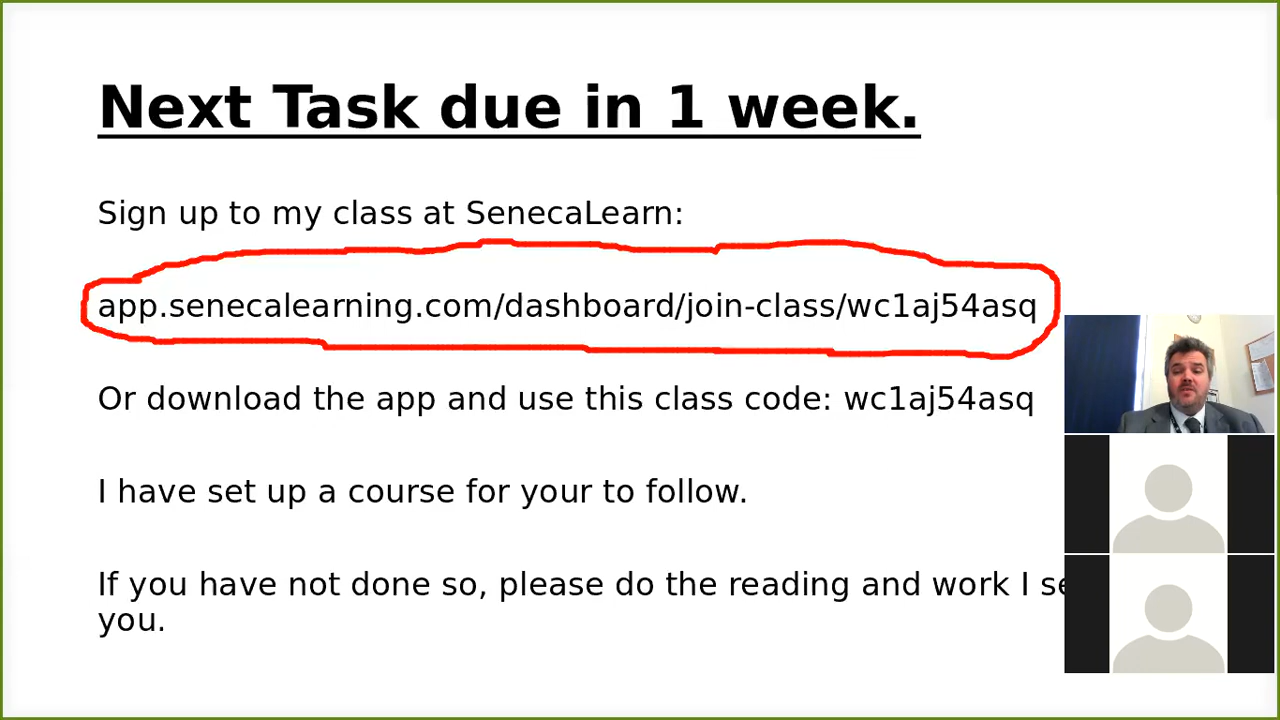 Next Task due in 1 week.
Sign up to my class at SenecaLearn:
app.senecalearning.com/dashboard/join-class/wc1aj54asq
Or download the app and use this class code: wc1aj54asq
I have set up a course for your to follow.
If you have not done so, please do the reading and work I
you.